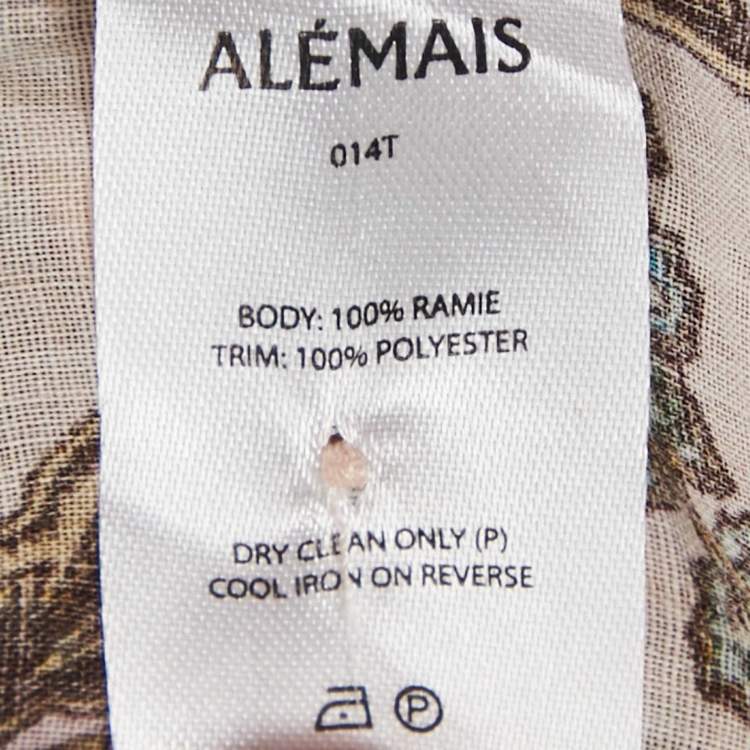 ALÉMAIS
014T
BODY: 100% RAMIE
TRIM: 100% POLYESTER
DRY CLEAN ONLY (P)
COOL IRON ON REVERSE
P